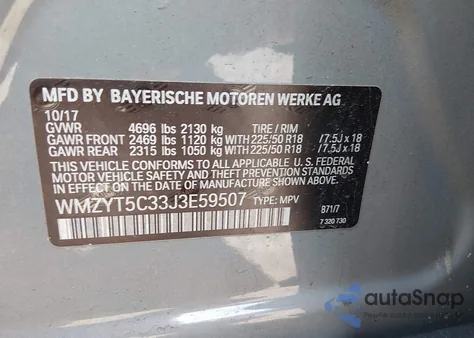 MFD BY BAYERISCHE MOTOREN WERKE AG
10/17
GVWR 4696 lbs 2130 kg TIRE / RIM
GAWR FRONT 2469 lbs 1120 kg WITH 225/50 R18 /7.5J x 18
GAWR REAR 2315 lbs 1050 kg WITH 225/50 R18 /7.5J x 18
THIS VEHICLE CONFORMS TO ALL APPLICABLE U. S. FEDERAL
MOTOR VEHICLE SAFETY, BUMPER, AND THEFT PREVENTION
STANDARDS IN EFFECT ON THE DATE OF MANUFACTURE SHOWN ABOVE.
WMZYT5C33J3E59507 TYPE: MPV
B71/7
7 320 730
autoSnap